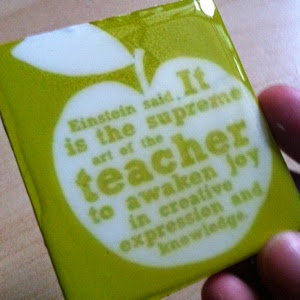 Einstein said, It
is the supreme
art of the
teacher
to awaken joy
in creative
expression and
knowledge.